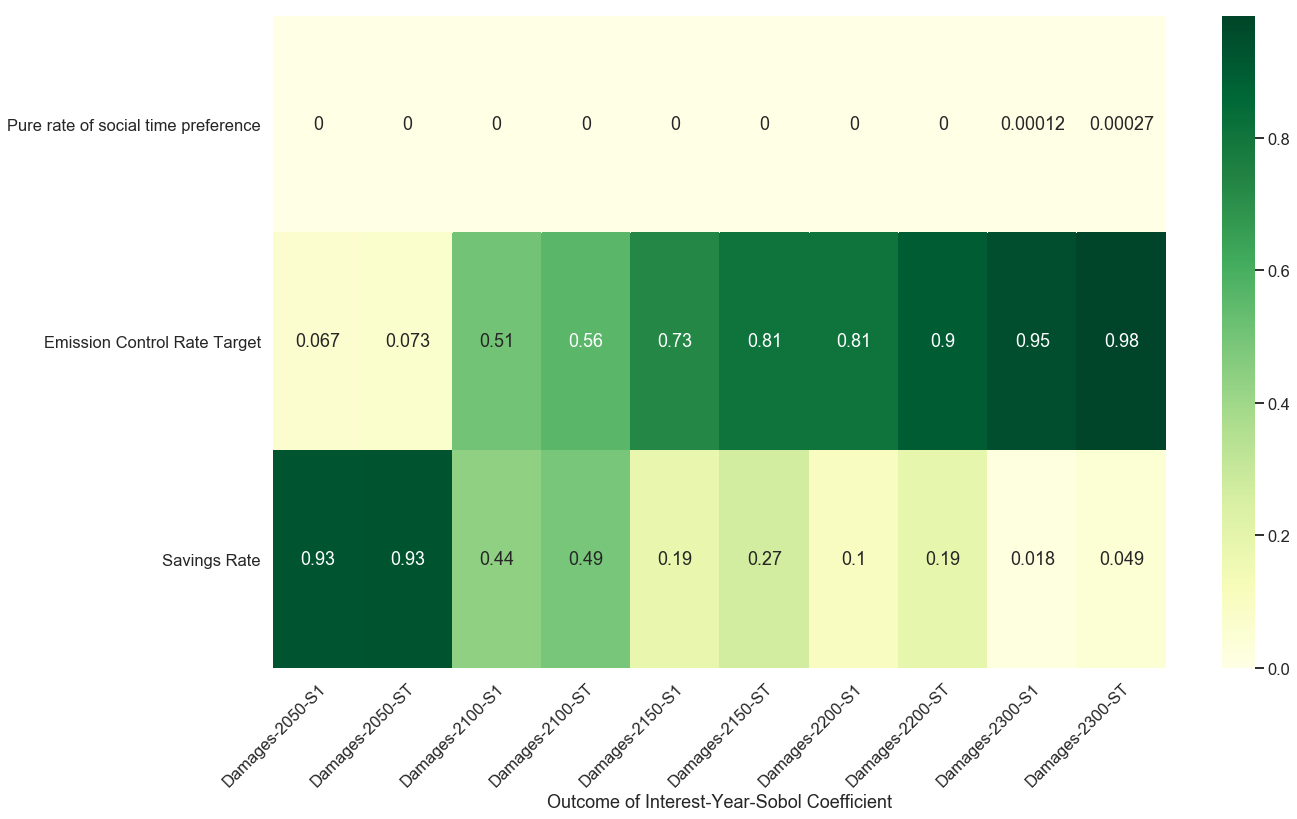 Pure rate of social time preference 0 0 0 0 0 0 0 0 0.00012 0.00027
Emission Control Rate Target 0.067 0.073 0.51 0.56 0.73 0.81 0.81 0.9 0.95 0.98
Savings Rate 0.93 0.93 0.44 0.49 0.19 0.27 0.1 0.19 0.018 0.049
Damages-2050-S1
Damages-2050-ST
Damages-2100-S1
Damages-2100-ST
Damages-2150-S1
Damages-2150-ST
Damages-2200-S1
Damages-2200-ST
Damages-2300-S1
Damages-2300-ST
Outcome of Interest-Year-Sobol Coefficient
0.8
0.6
0.4
0.2
0.0